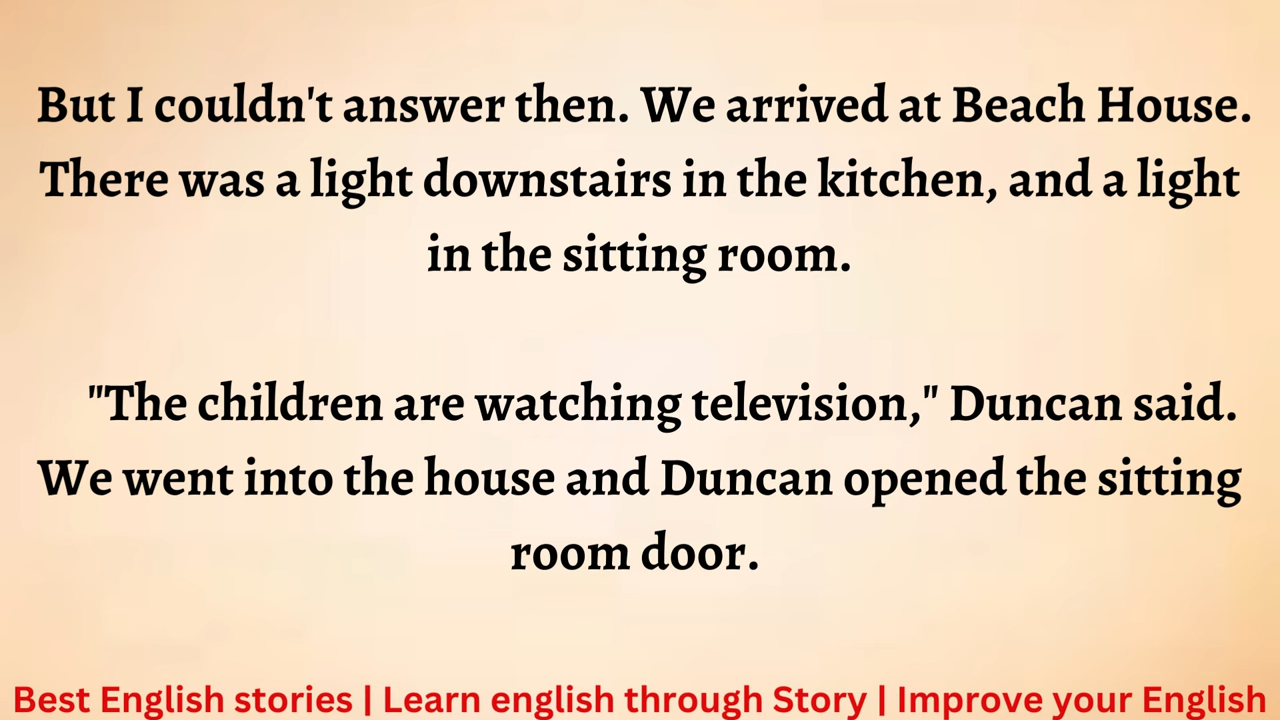 But I couldn't answer then. We arrived at Beach House.
There was a light downstairs in the kitchen, and a light
in the sitting room.
"The children are watching television," Duncan said.
We went into the house and Duncan opened the sitting
room door.
Best English stories | Learn english through Story | Improve your English